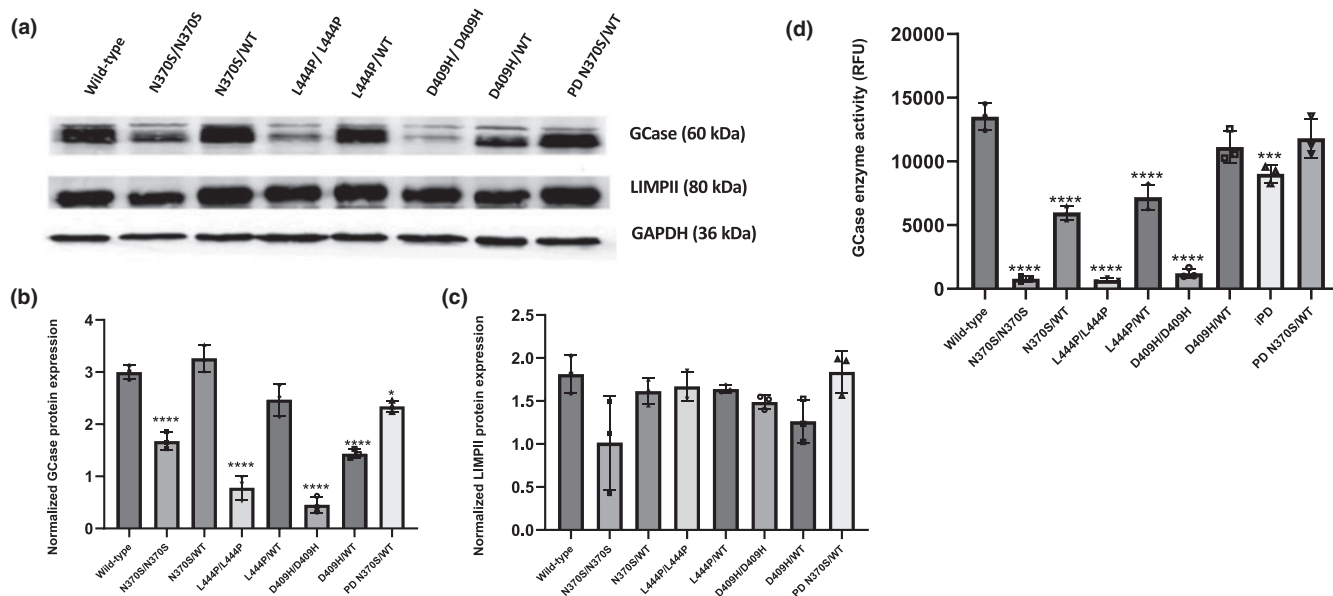 (a)
Wild-type
N370S/N370S
N370S/WT
L444P/ L444P
L444P/WT
D409H/ D409H
D409H/WT
PD N370S/WT
GCase (60 kDa)
LIMPII (80 kDa)
GAPDH (36 kDa)
(b)
Normalized GCase protein expression
4
3
2
1
0
****
****
****
****
*
Wild-type
N370S/N370S
N370S/WT
L444P/L444P
L444P/WT
D409H/D409H
D409H/WT
PD N370S/WT
(c)
Normalized LIMPII protein expression
2.5
2.0
1.5
1.0
0.5
0.0
Wild-type
N370S/N370S
N370S/WT
L444P/L444P
L444P/WT
D409H/D409H
D409H/WT
PD N370S/WT
(d)
GCase enzyme activity (RFU)
20000
15000
10000
5000
0
****
****
****
****
****
***
Wild-type
N370S/N370S
N370S/WT
L444P/L444P
L444P/WT
D409H/D409H
D409H/WT
iPD
PD N370S/WT